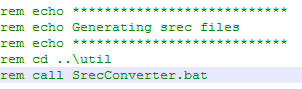 rem echo ***************************
rem echo Generating srec files
rem echo ***************************
rem cd ..\util
rem call SrecConverter.bat